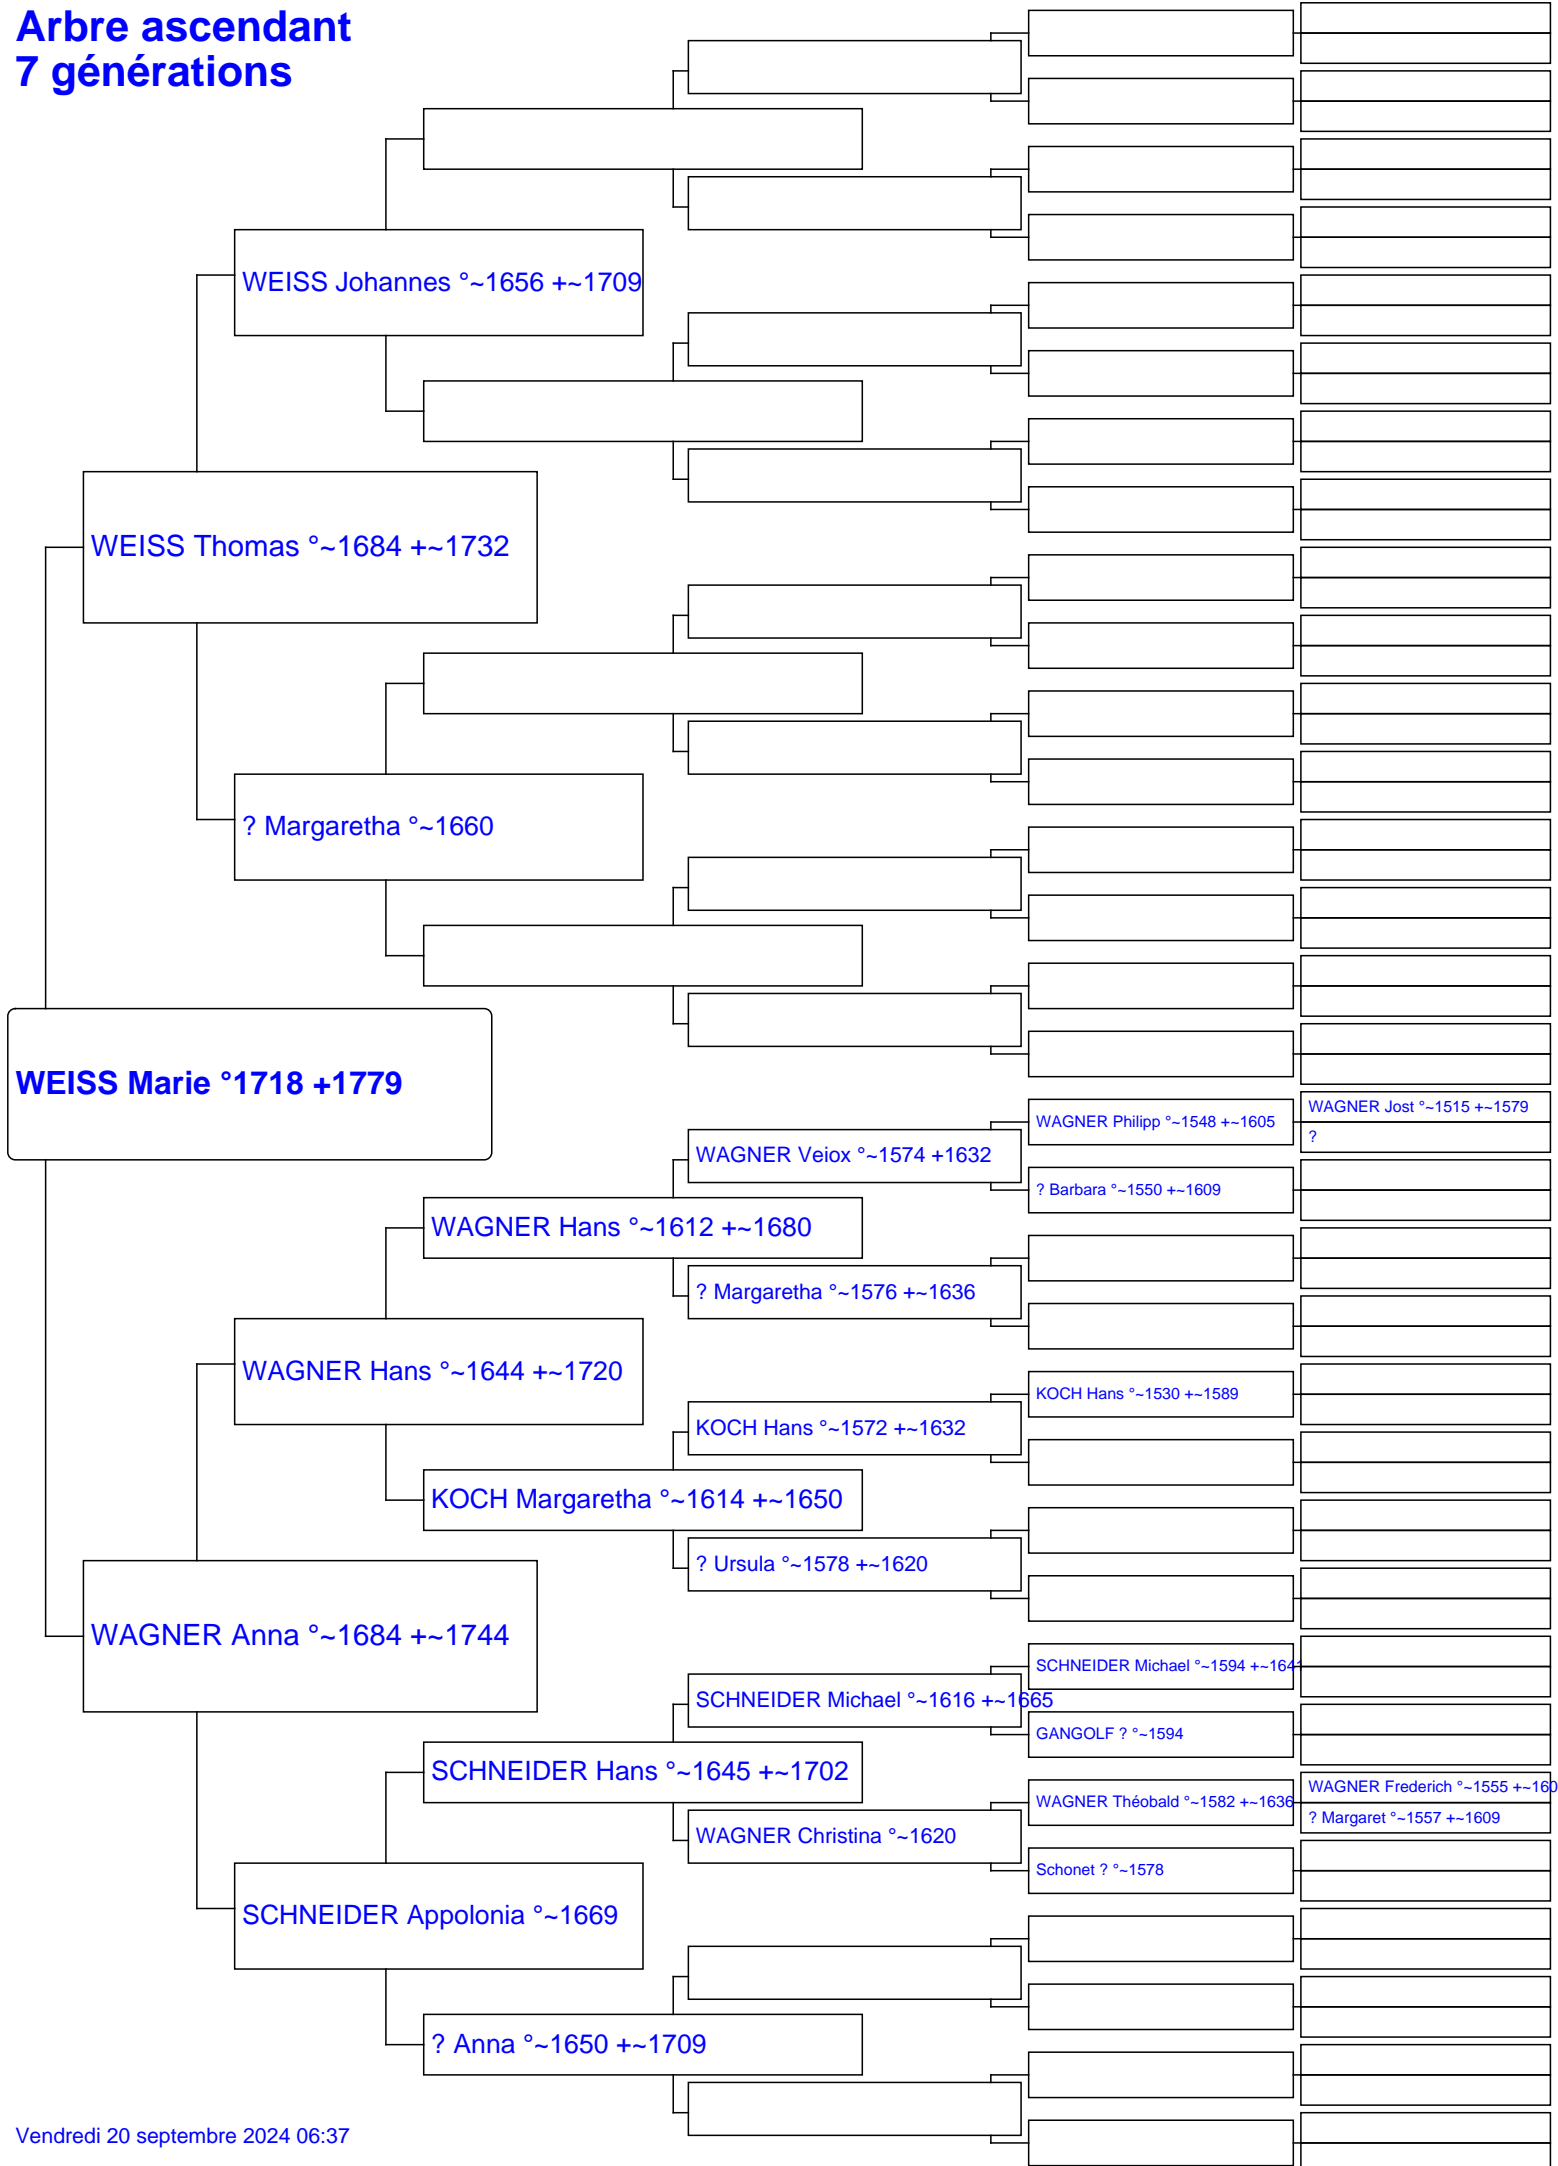 Arbre ascendant
7 générations
WEISS Johannes °~1656 +~1709
WEISS Thomas °~1684 +~1732
? Margaretha °~1660
WEISS Marie °1718 +1779
WAGNER Jost °~1515 +~1579
WAGNER Philipp °~1548 +~1605
?
WAGNER Veiox °~1574 +1632
? Barbara °~1550 +~1609
WAGNER Hans °~1612 +~1680
? Margaretha °~1576 +~1636
WAGNER Hans °~1644 +~1720
KOCH Hans °~1530 +~1589
KOCH Hans °~1572 +~1632
KOCH Margaretha °~1614 +~1650
? Ursula °~1578 +~1620
WAGNER Anna °~1684 +~1744
SCHNEIDER Michael °~1594 +~1641
SCHNEIDER Michael °~1616 +~1665
GANGOLF ? °~1594
SCHNEIDER Hans °~1645 +~1702
WAGNER Frederich °~1555 +~160
WAGNER Théobald °~1582 +~1636
? Margaret °~1557 +~1609
WAGNER Christina °~1620
Schonet ? °~1578
SCHNEIDER Appolonia °~1669
? Anna °~1650 +~1709
Vendredi 20 septembre 2024 06:37